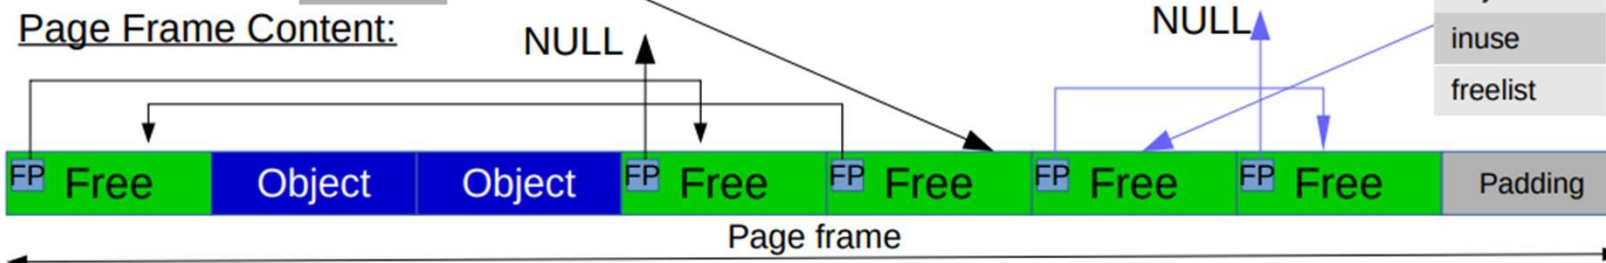 Page Frame Content:
NULL
NULL
inuse
freelist
FP Free Object Object FP Free FP Free FP Free FP Free Padding
Page frame